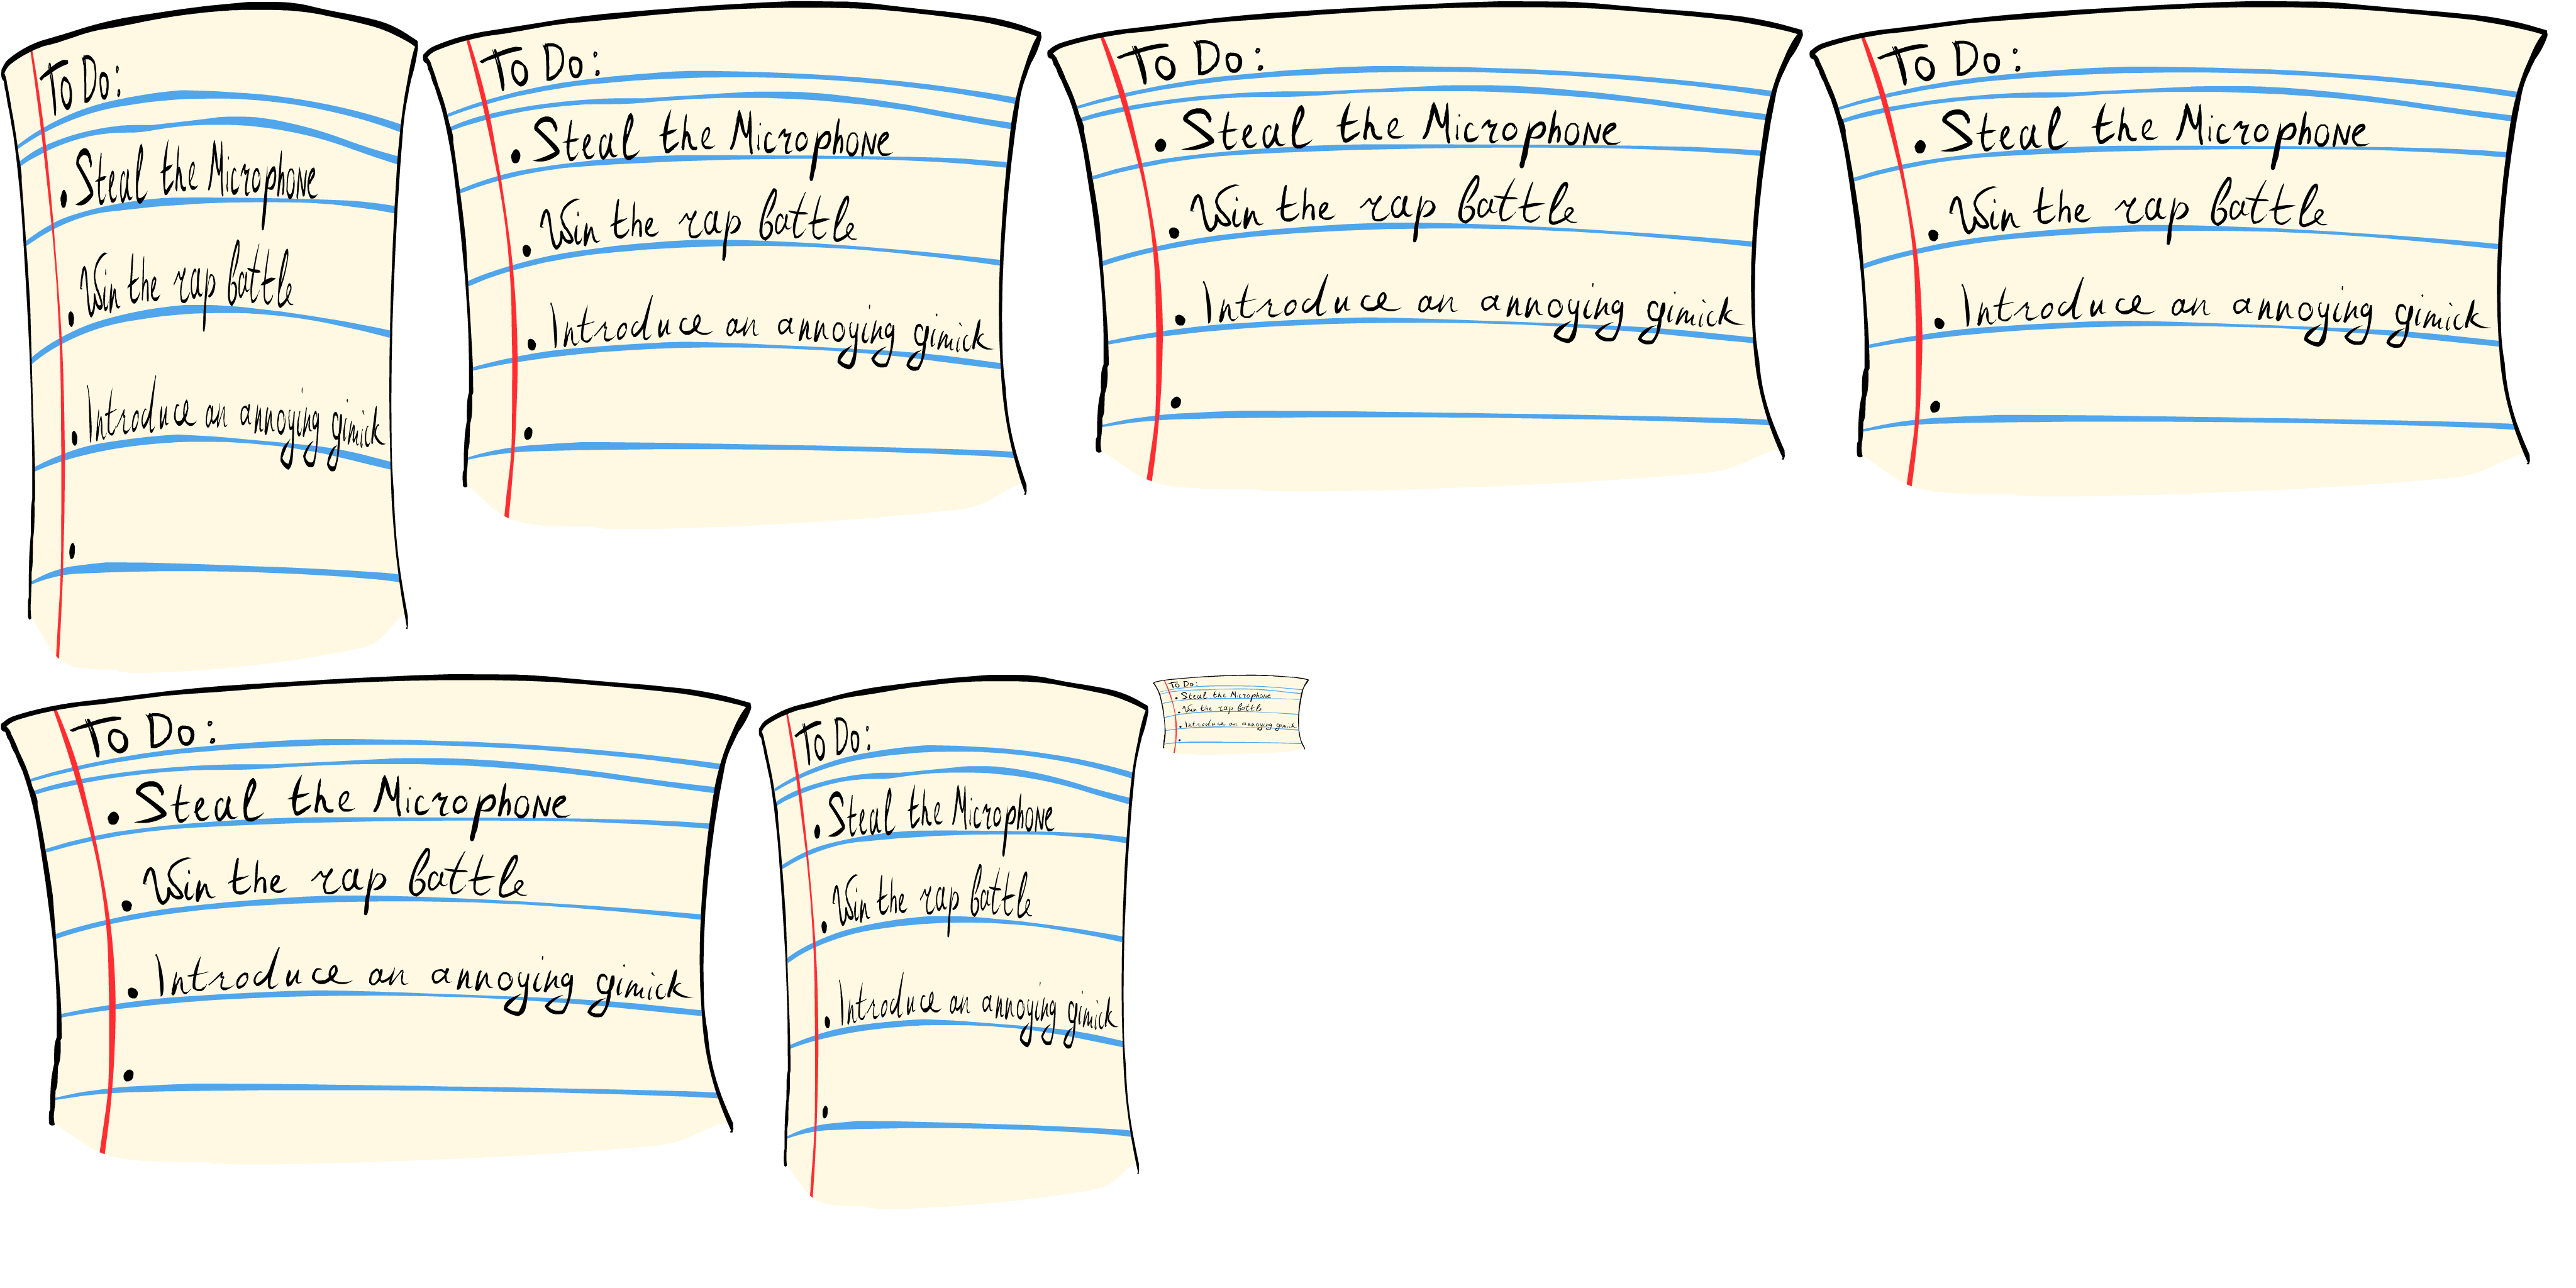 To Do:
• Steal the Microphone
• Win the rap battle
• Introduce an annoying gimick
•
To Do:
• Steal the Microphone
• Win the rap battle
• Introduce an annoying gimick
•
To Do:
• Steal the Microphone
• Win the rap battle
• Introduce an annoying gimick
•
To Do:
• Steal the Microphone
• Win the rap battle
• Introduce an annoying gimick
•
To Do:
• Steal the Microphone
• Win the rap battle
• Introduce an annoying gimick
•
To Do:
• Steal the Microphone
• Win the rap battle
• Introduce an annoying gimick
•
To Do:
• Steal the Microphone
• Win the rap battle
• Introduce an annoying gimick
•